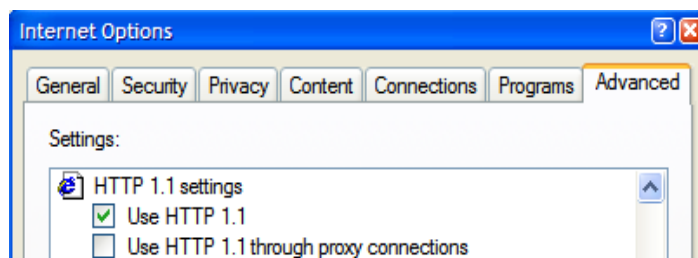 Internet Options
General Security Privacy Content Connections Programs Advanced
Settings:
HTTP 1.1 settings
Use HTTP 1.1
Use HTTP 1.1 through proxy connections